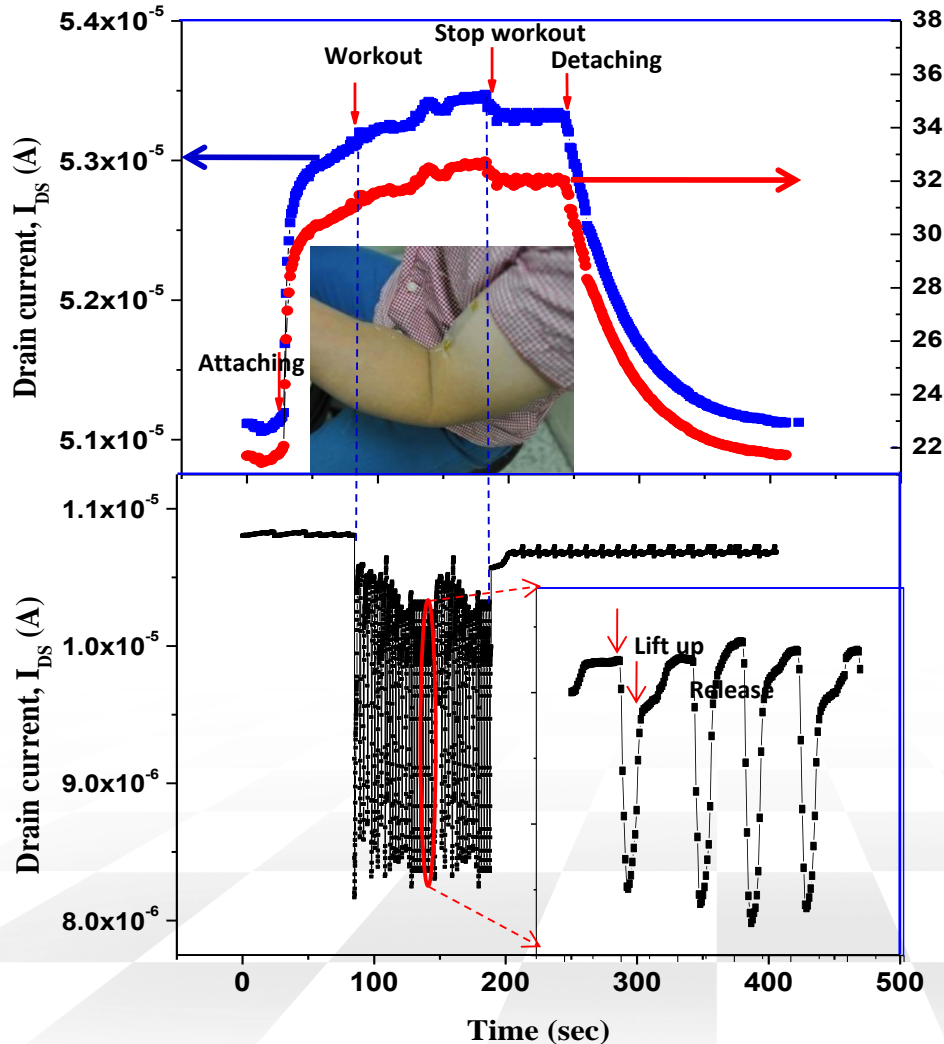 Stop workout
Workout
Detaching
Attaching
Drain current, I_DS (A)
5.4x10⁻⁵
5.3x10⁻⁵
5.2x10⁻⁵
5.1x10⁻⁵
38
36
34
32
30
28
26
24
22
Drain current, I_DS (A)
1.1x10⁻⁵
1.0x10⁻⁵
9.0x10⁻⁶
8.0x10⁻⁶
Lift up
Release
0 100 200 300 400 500
Time (sec)